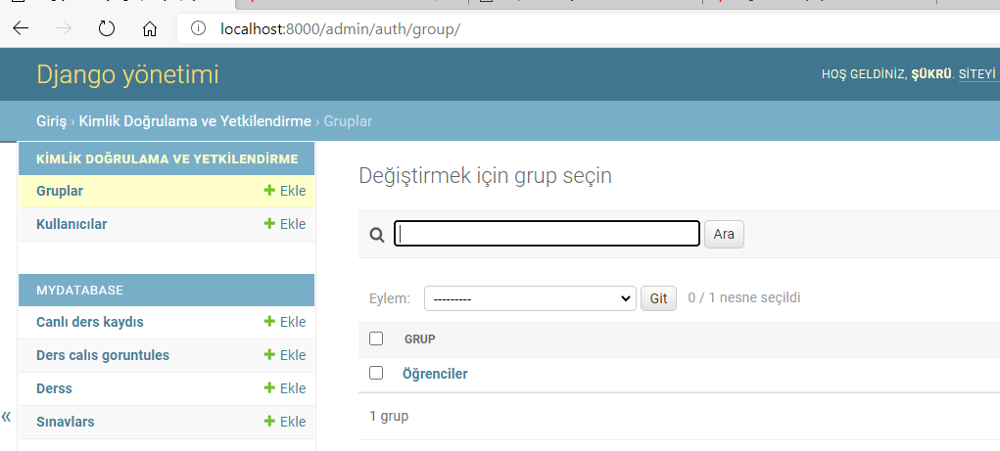 localhost:8000/admin/auth/group/
Django yönetimi
HOŞ GELDİNİZ, ŞÜKRÜ. SİTEYİ
Giriş › Kimlik Doğrulama ve Yetkilendirme › Gruplar
KİMLİK DOĞRULAMA VE YETKİLENDİRME
Gruplar + Ekle
Kullanıcılar + Ekle
MYDATABASE
Canlı ders kaydıs + Ekle
Ders calıs goruntules + Ekle
Derss + Ekle
Sınavlars + Ekle
«
Değiştirmek için grup seçin
Ara
Eylem: --------- Git 0 / 1 nesne seçildi
GRUP
Öğrenciler
1 grup